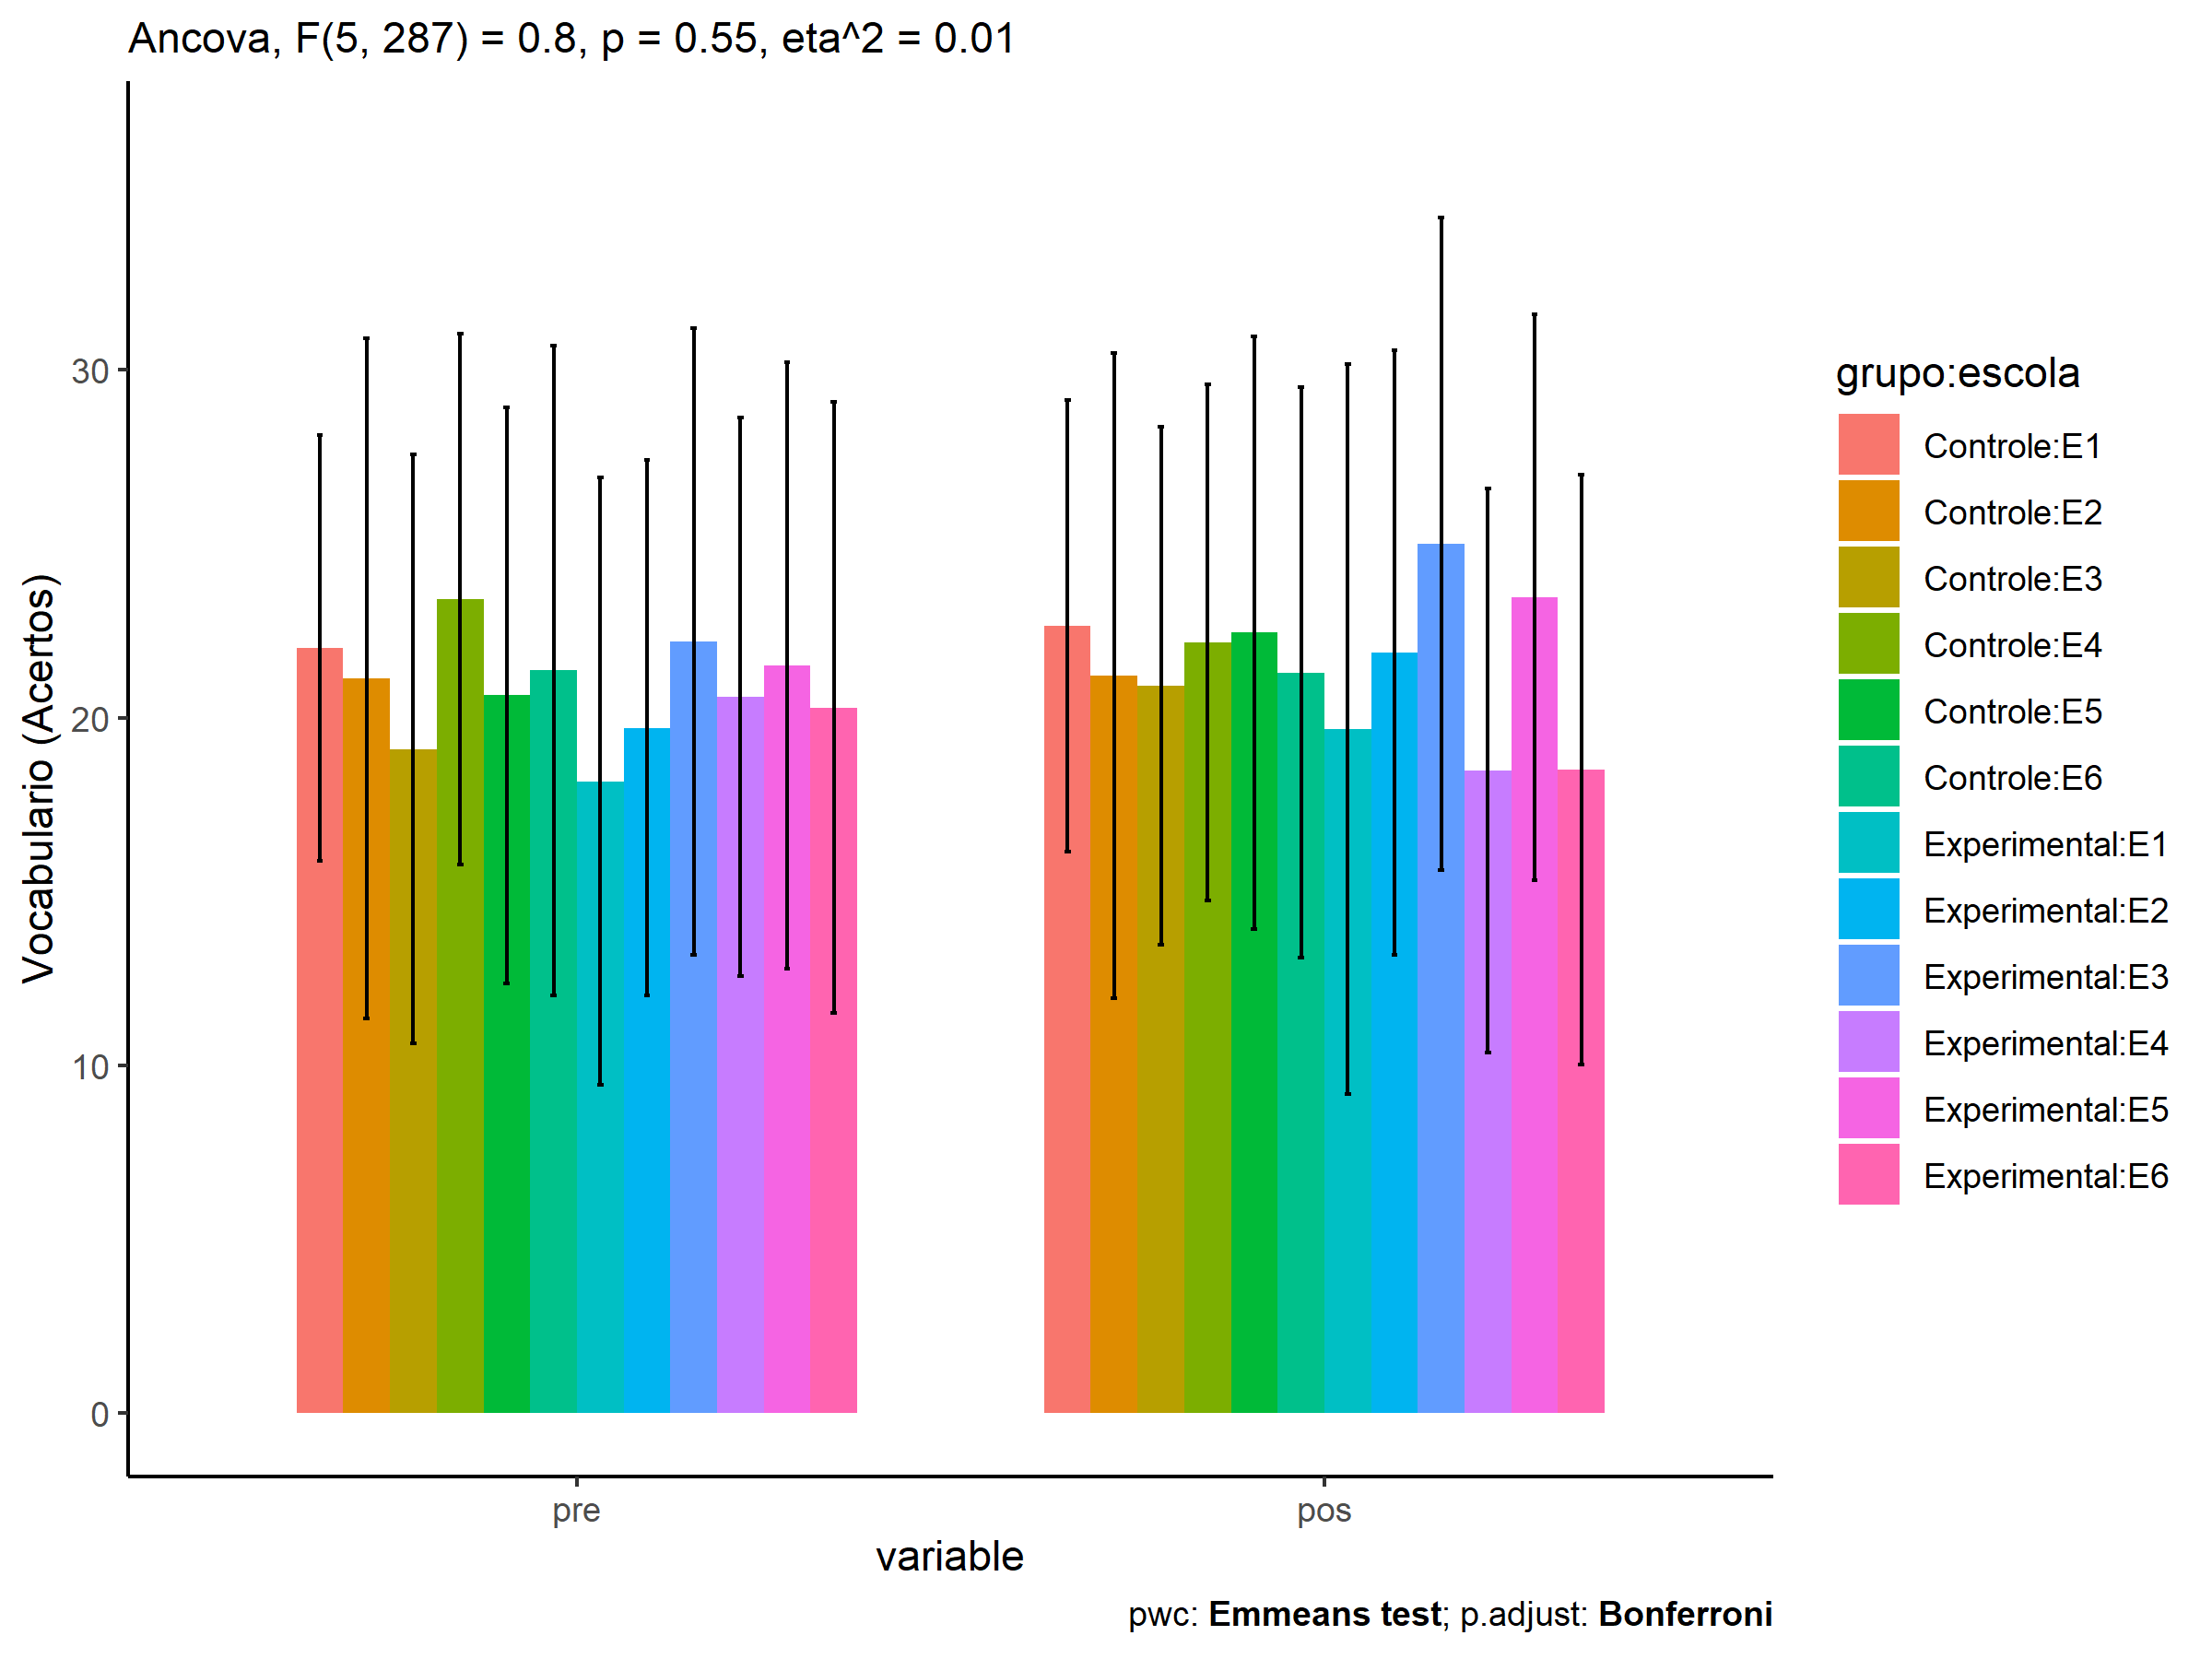 Ancova, F(5, 287) = 0.8, p = 0.55, eta^2 = 0.01
Vocabulario (Acertos)
30
20
10
0
pre
pos
variable
grupo:escola
Controle:E1
Controle:E2
Controle:E3
Controle:E4
Controle:E5
Controle:E6
Experimental:E1
Experimental:E2
Experimental:E3
Experimental:E4
Experimental:E5
Experimental:E6
pwc: Emmeans test; p.adjust: Bonferroni